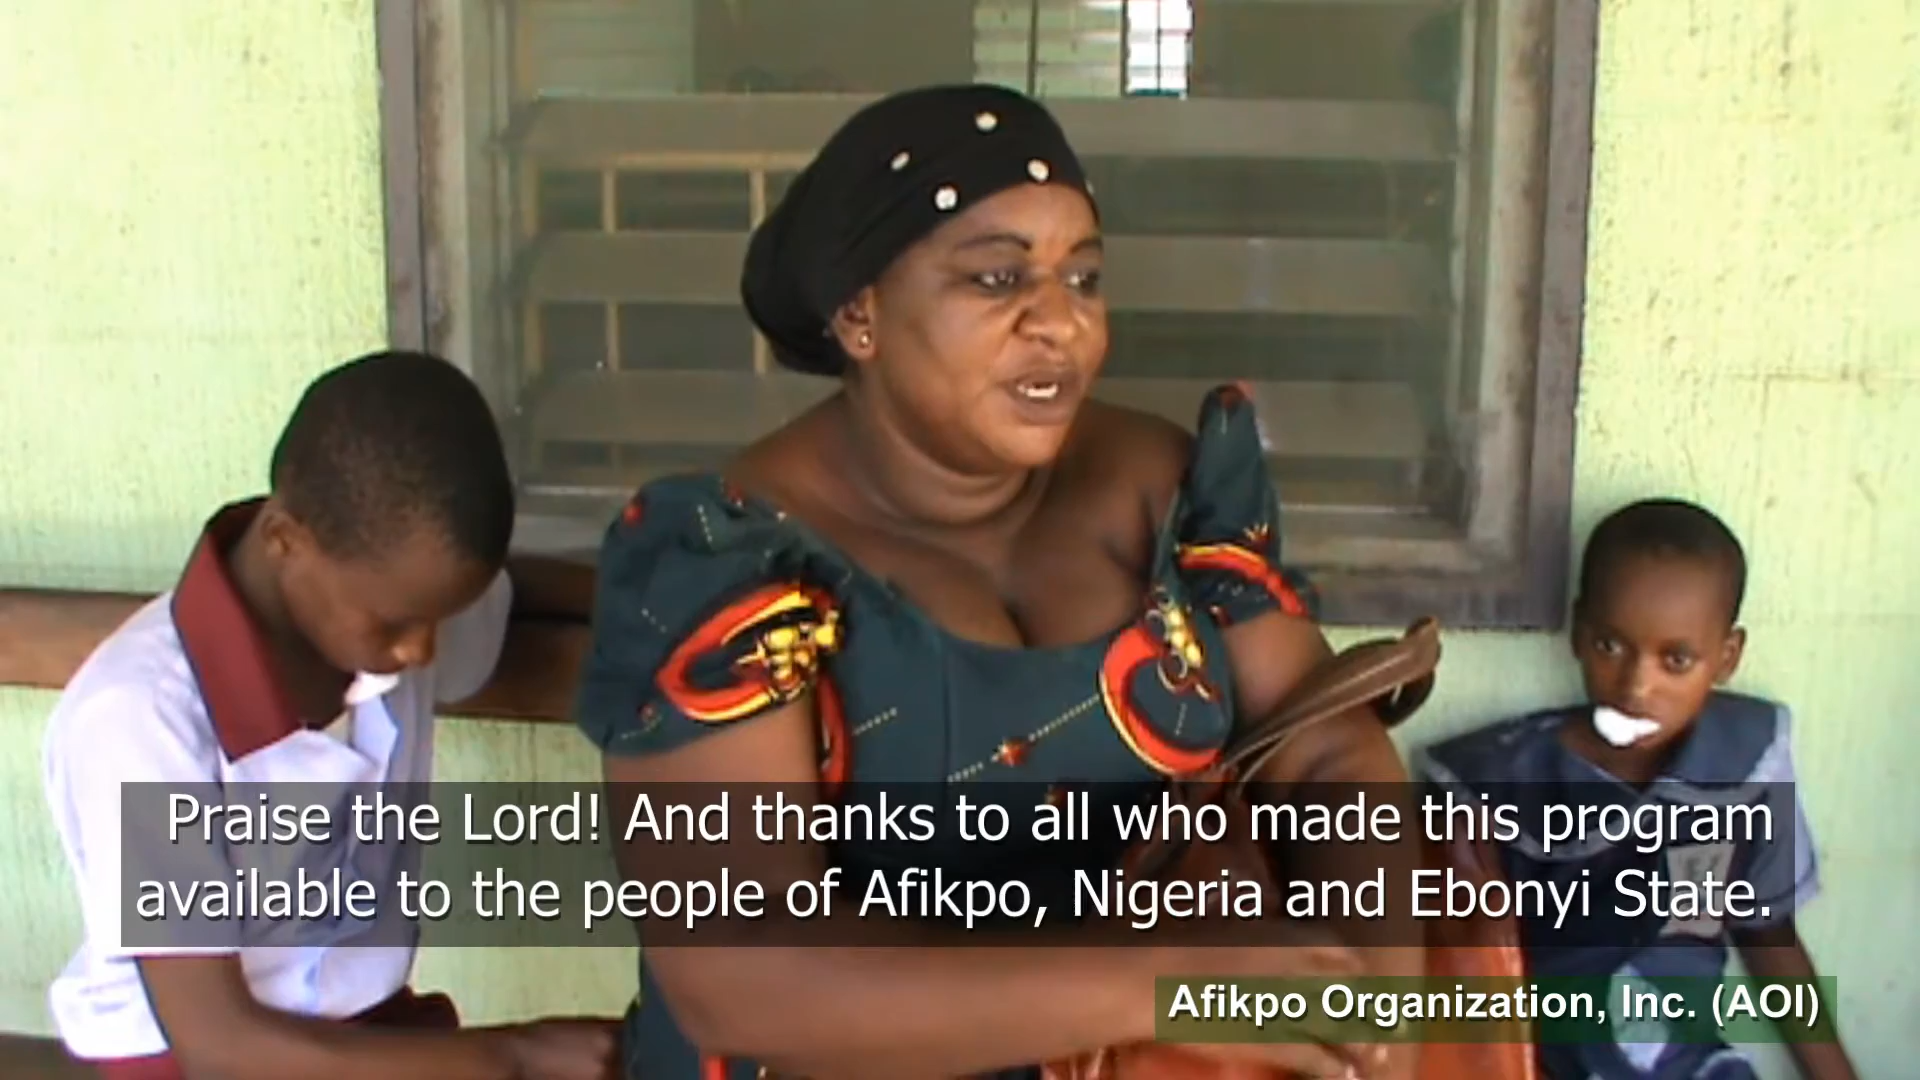 Praise the Lord! And thanks to all who made this program
available to the people of Afikpo, Nigeria and Ebonyi State.
Afikpo Organization, Inc. (AOI)